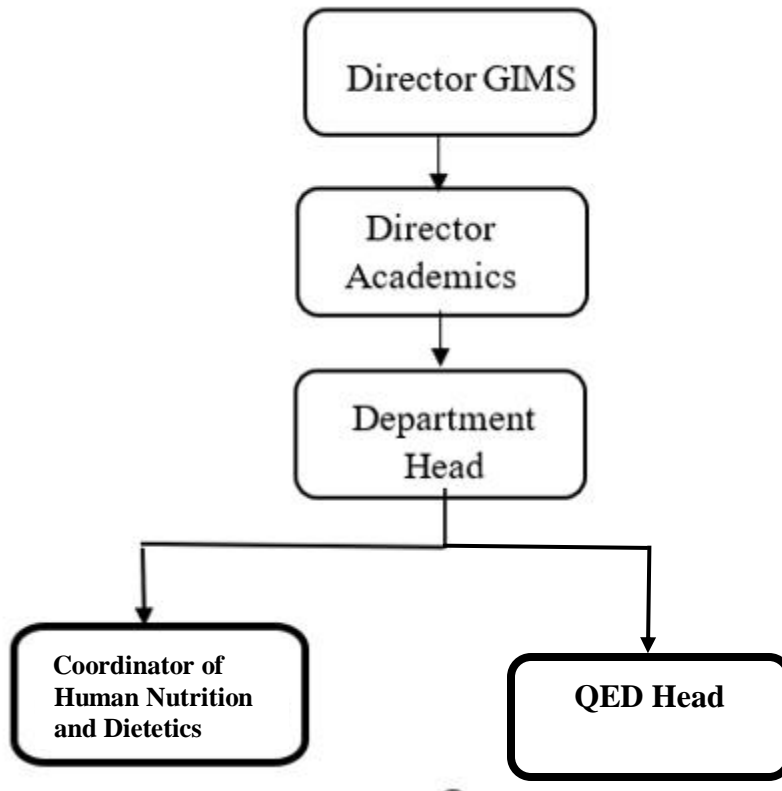 Director GIMS
Director
Academics
Department
Head
Coordinator of
Human Nutrition
and Dietetics
QED Head